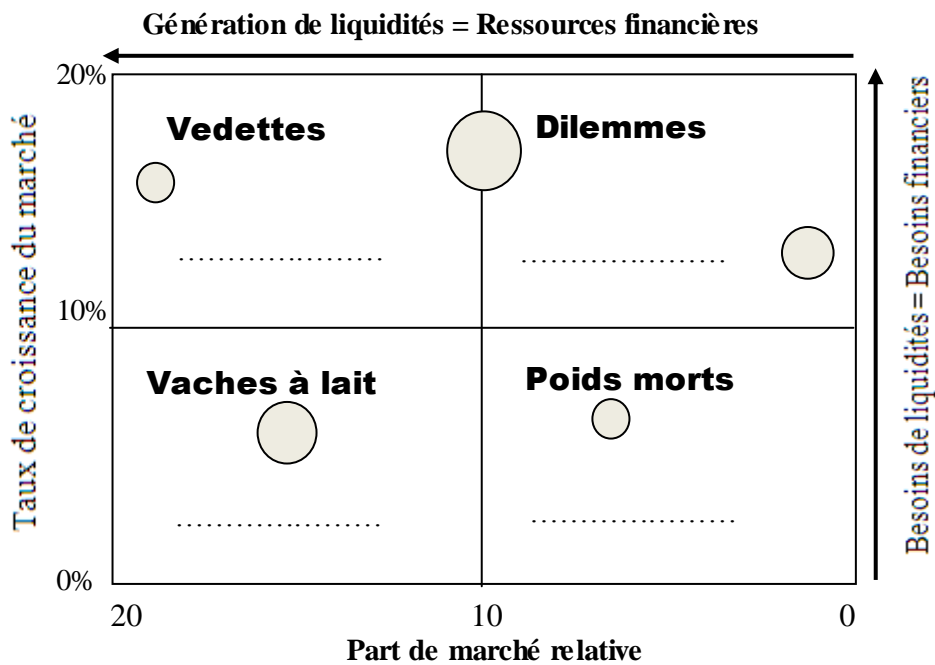 Génération de liquidités = Ressources financières
20%
Vedettes
Dilemmes
Taux de croissance du marché
Besoins de liquidités = Besoins financiers
10%
Vaches à lait
Poids morts
0%
20
10
0
Part de marché relative